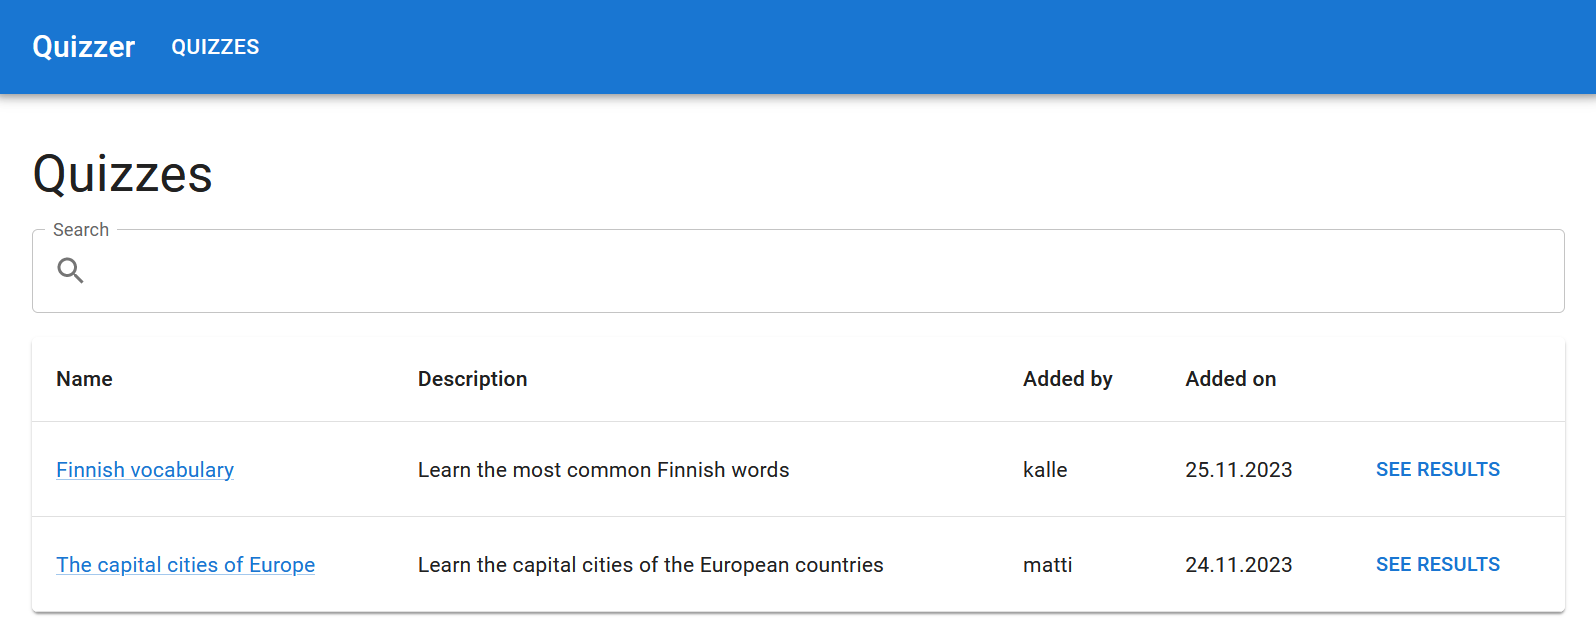 Quizzer QUIZZES
Quizzes
Search
Name Description Added by Added on
Finnish vocabulary Learn the most common Finnish words kalle 25.11.2023 SEE RESULTS
The capital cities of Europe Learn the capital cities of the European countries matti 24.11.2023 SEE RESULTS